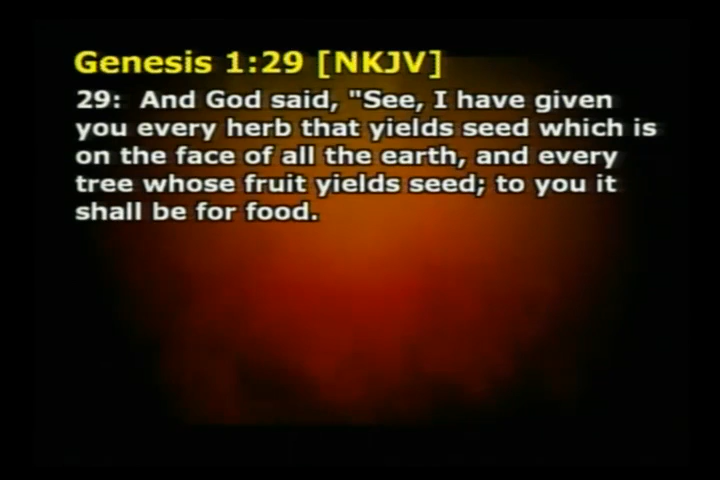 Genesis 1:29 [NKJV]
29:  And God said, "See, I have given
you every herb that yields seed which is
on the face of all the earth, and every
tree whose fruit yields seed; to you it
shall be for food.